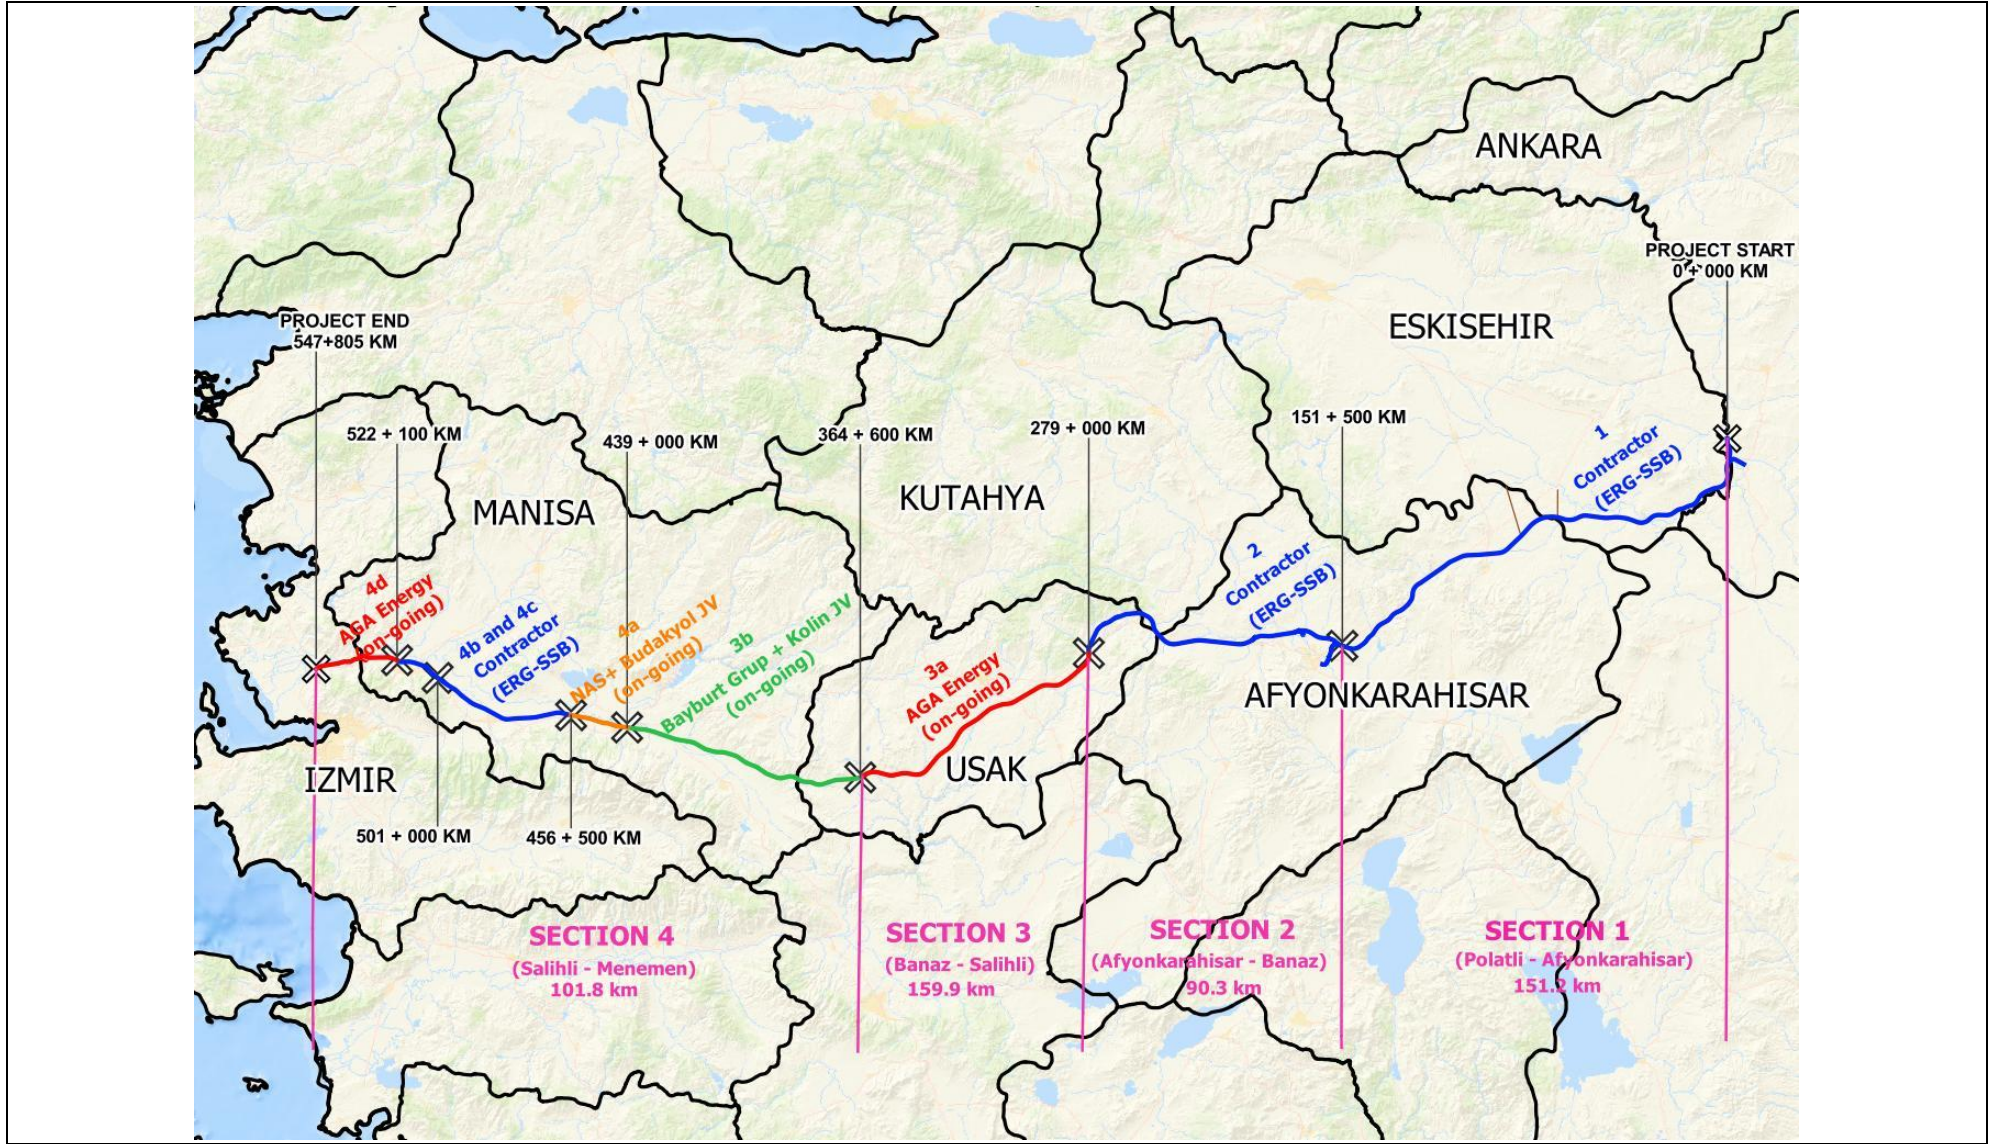 ANKARA
PROJECT START
0 + 000 KM
ESKISEHIR
PROJECT END
547+805 KM
522 + 100 KM
439 + 000 KM
364 + 600 KM
279 + 000 KM
151 + 500 KM
MANISA
KUTAHYA
1
Contractor
(ERG-SSB)
2
Contractor
(ERG-SSB)
4d
AGA Energy
(on-going)
4b and 4c
Contractor
(ERG-SSB)
4a
NAS+ Budakyol JV
(on-going)
3b
Bayburt Grup + Kolin JV
(on-going)
3a
AGA Energy
(on-going)
AFYONKARAHISAR
IZMIR
USAK
501 + 000 KM
456 + 500 KM
SECTION 4
(Salihli - Menemen)
101.8 km
SECTION 3
(Banaz - Salihli)
159.9 km
SECTION 2
(Afyonkarahisar - Banaz)
90.3 km
SECTION 1
(Polatli - Afyonkarahisar)
151.2 km